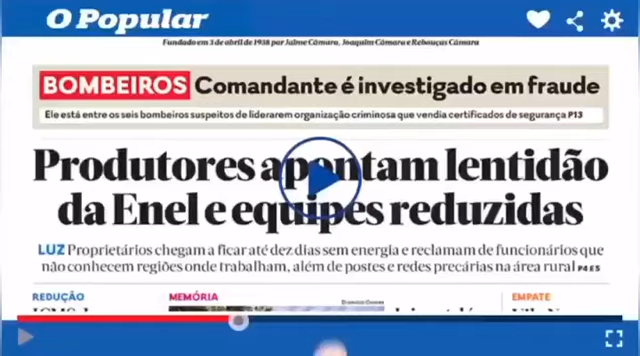 O Popular
Fundado em 3 de abril de 1938 por Jaime Câmara, Joaquim Câmara e Rebouças Câmara
BOMBEIROS Comandante é investigado em fraude
Ele está entre os seis bombeiros suspeitos de liderarem organização criminosa que vendia certificados de segurança P13
Produtores apontam lentidão
da Enel e equipes reduzidas
LUZ Proprietários chegam a ficar até dez dias sem energia e reclamam de funcionários que
não conhecem regiões onde trabalham, além de postes e redes precárias na área rural P4 E 5
REDUÇÃO
MEMÓRIA
EMPATE